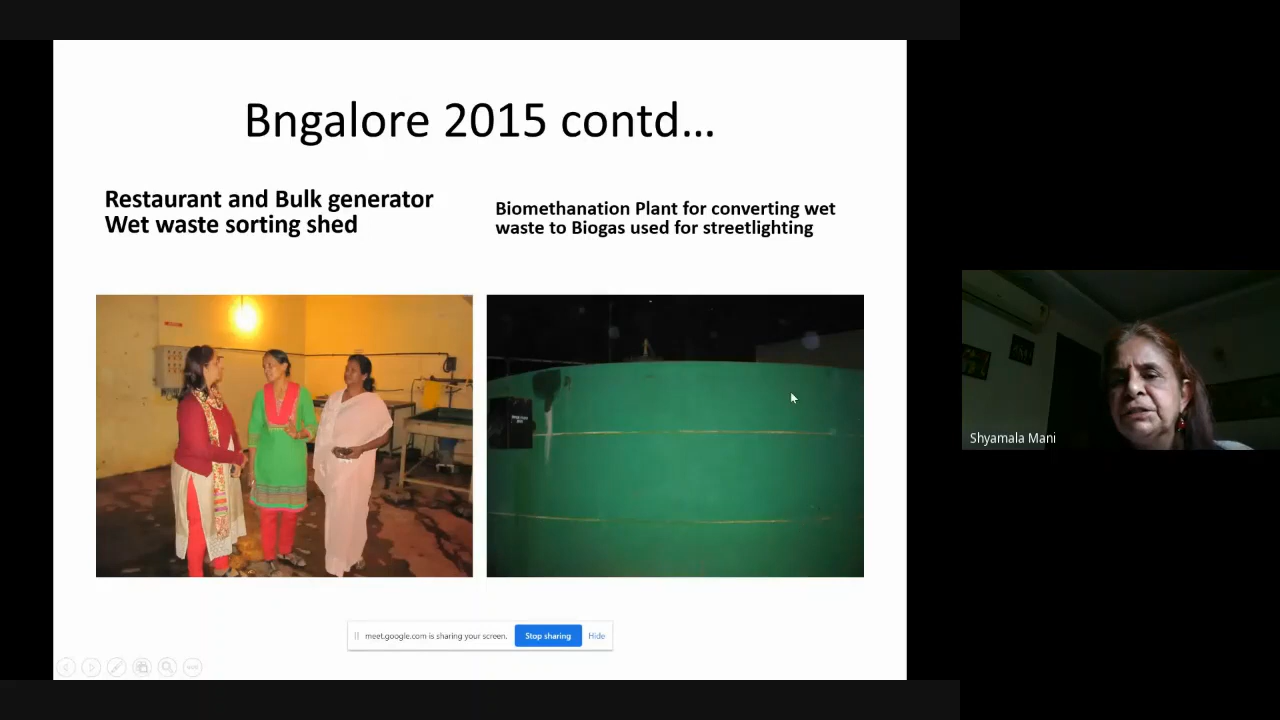 Bngalore 2015 contd...
Restaurant and Bulk generator
Wet waste sorting shed
Biomethanation Plant for converting wet
waste to Biogas used for streetlighting
Shyamala Mani
meet.google.com is sharing your screen.
Stop sharing
Hide